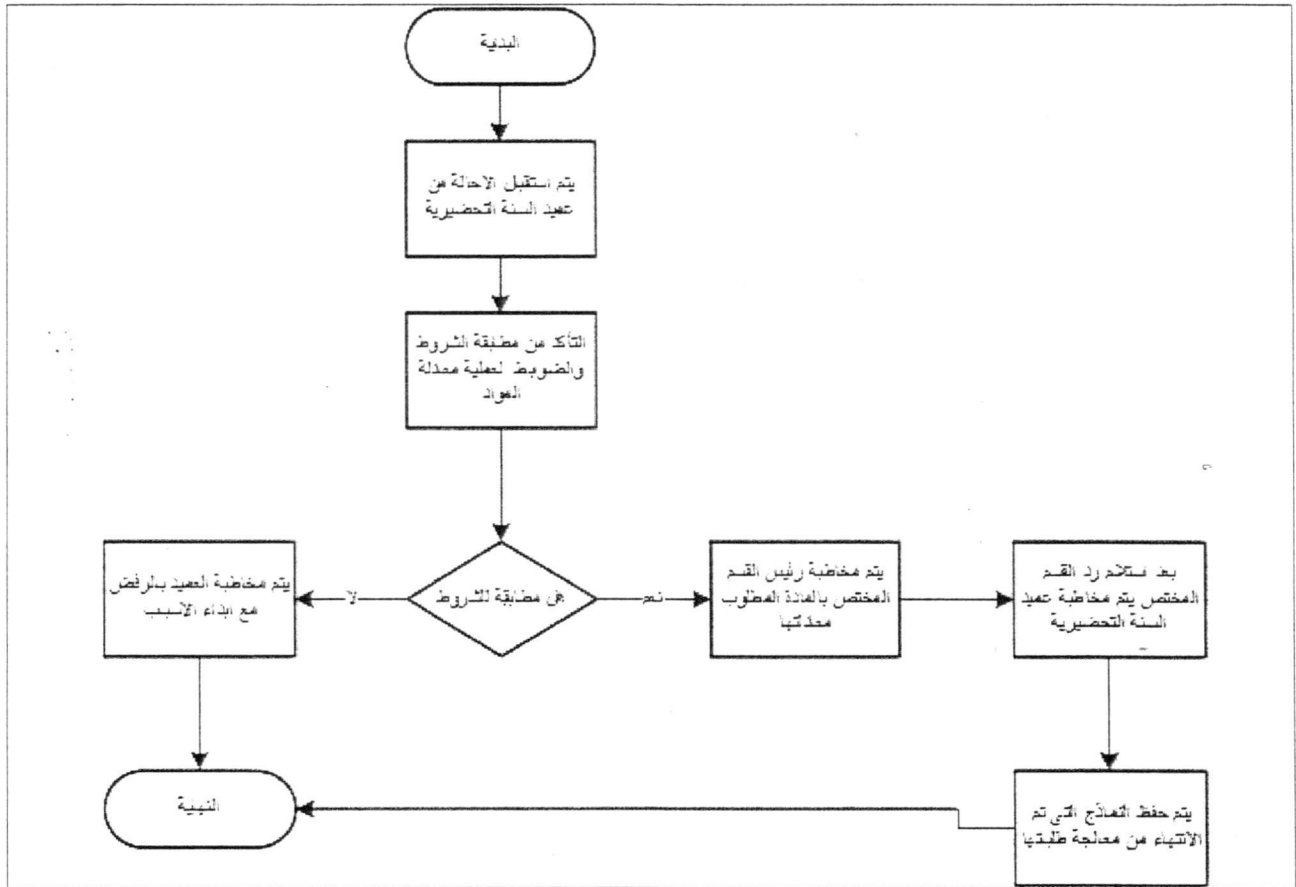 البداية
يتم استقبال الاحالة من
عميد السنة التحضيرية
التأكد من مطابقة الشروط
والضوابط لعملية معادلة
المواد
هل مطابقة للشروط
نعم
لا
يتم مخاطبة رئيس القسم
المختص بالمادة المطلوب
معادلتها
بعد استلام رد القسم
المختص يتم مخاطبة عميد
السنة التحضيرية
يتم مخاطبة العميد بالرفض
مع ابداء الاسباب
يتم حفظ النماذج التي تم
الانتهاء من معالجة طلباتها
النهاية